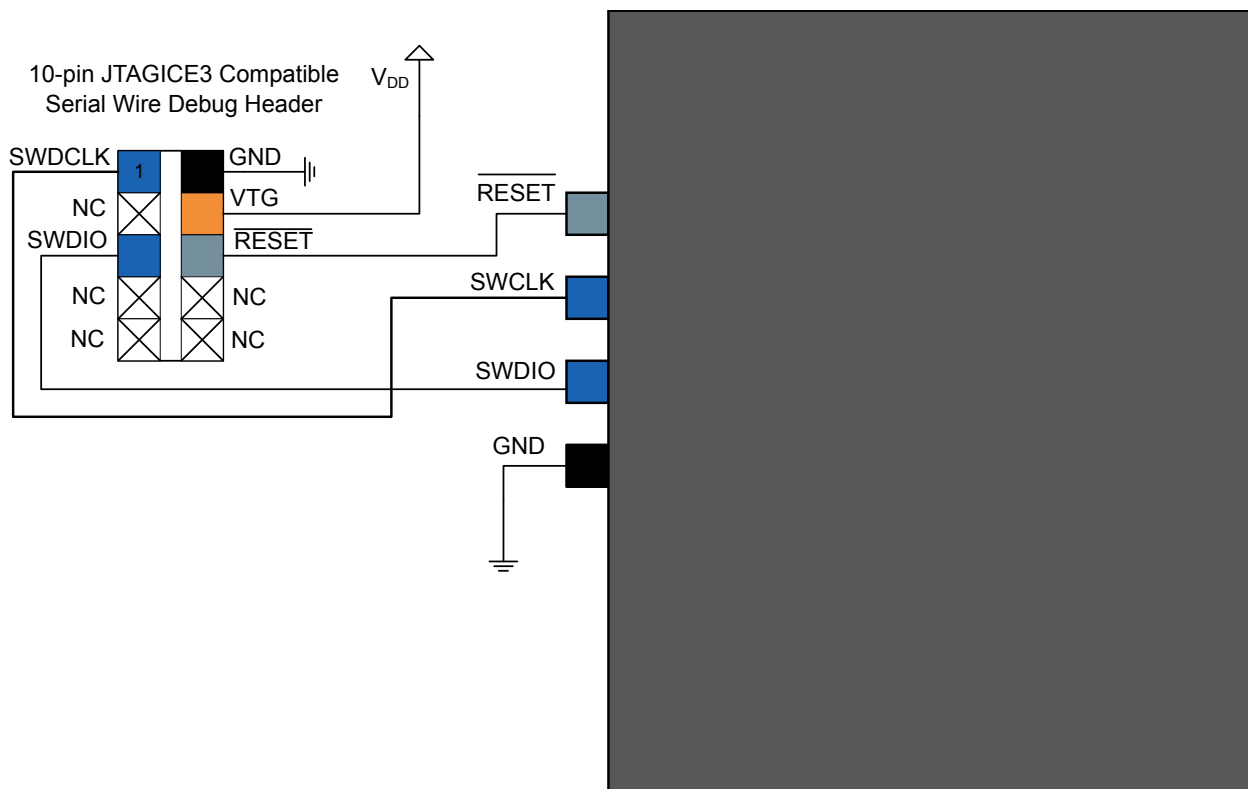 10-pin JTAGICE3 Compatible
Serial Wire Debug Header
VDD
SWDCLK
1
GND
NC
VTG
SWDIO
RESET
NC
NC
NC
NC
RESET
SWCLK
SWDIO
GND